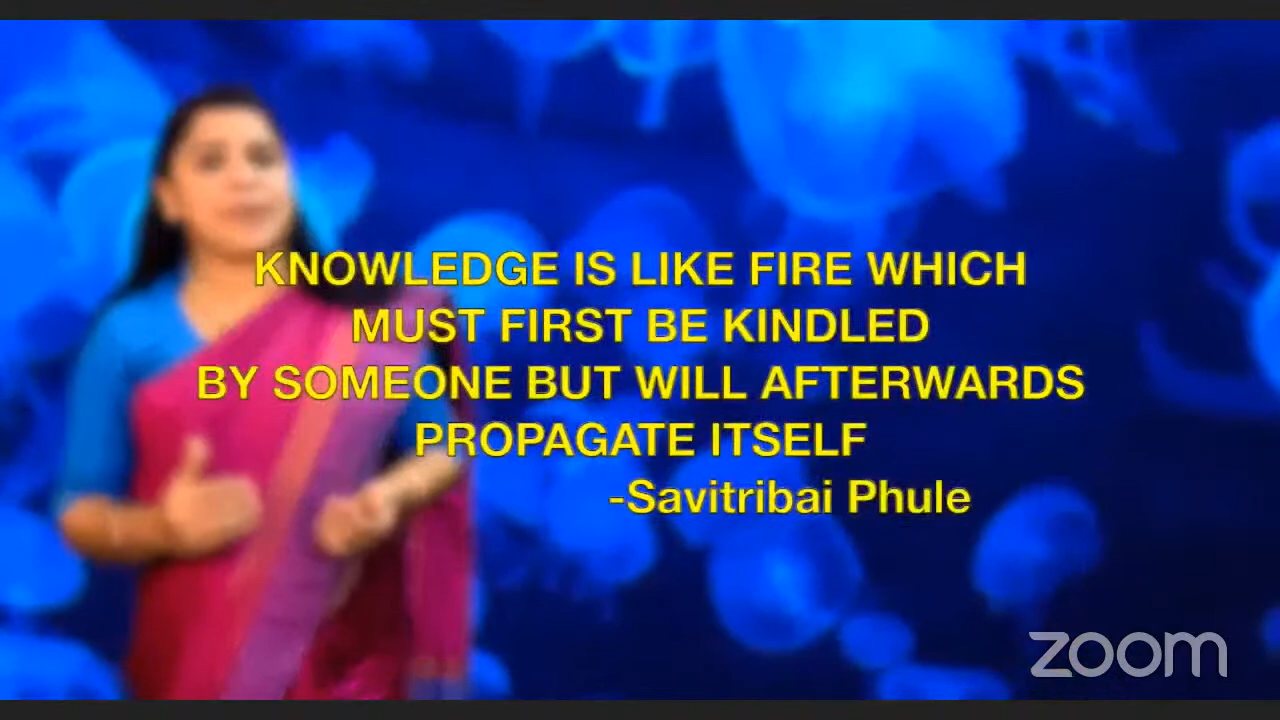 KNOWLEDGE IS LIKE FIRE WHICH
MUST FIRST BE KINDLED
BY SOMEONE BUT WILL AFTERWARDS
PROPAGATE ITSELF
-Savitribai Phule
zoom